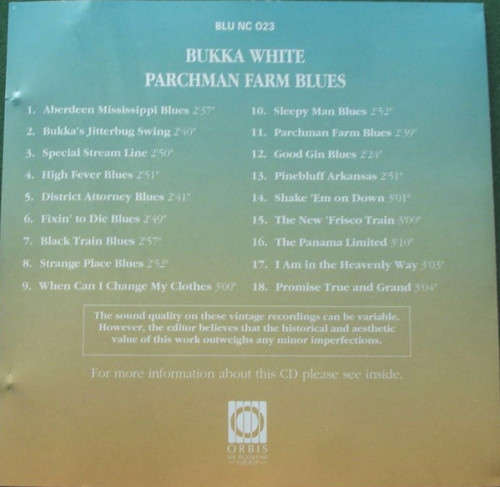 BLU NC 023
BUKKA WHITE
PARCHMAN FARM BLUES
1. Aberdeen Mississippi Blues 2'37"
2. Bukka's Jitterbug Swing 2'40"
3. Special Stream Line 2'50"
4. High Fever Blues 2'51"
5. District Attorney Blues 2'41"
6. Fixin' to Die Blues 2'49"
7. Black Train Blues 2'57"
8. Strange Place Blues 2'52"
9. When Can I Change My Clothes 3'00"
10. Sleepy Man Blues 2'52"
11. Parchman Farm Blues 2'39"
12. Good Gin Blues 2'24"
13. Pinebluff Arkansas 2'51"
14. Shake 'Em on Down 3'01"
15. The New 'Frisco Train 3'00"
16. The Panama Limited 3'10"
17. I Am in the Heavenly Way 3'03"
18. Promise True and Grand 3'04"
The sound quality on these vintage recordings can be variable.
However, the editor believes that the historical and aesthetic
value of this work outweighs any minor imperfections.
For more information about this CD please see inside.
ORBIS